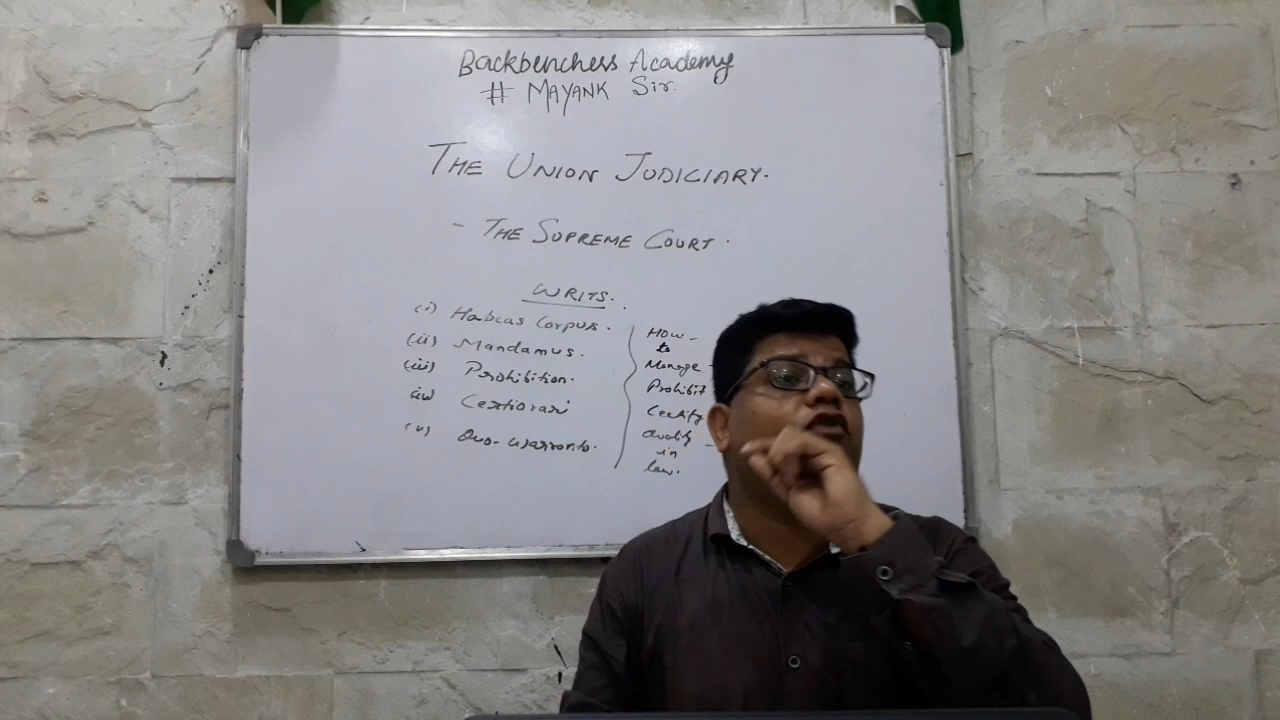 Backbenchers Academy
# MAYANK Sir.
THE UNION JUDICIARY.
- THE SUPREME COURT.
WRITS.
(i) Habeas Corpus.
(ii) Mandamus.
(iii) Prohibition.
(iv) Certiorari
(v) Quo-warranto.
How -
to
Manage -
Prohibit
Certify
Quality -
in
law.